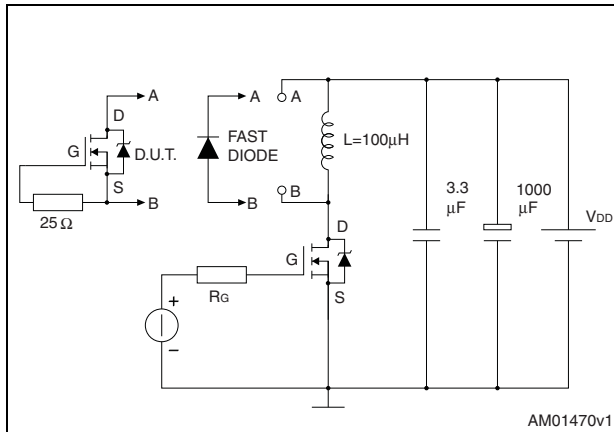 A
A
A
D
G
D.U.T.
FAST
DIODE
L=100µH
S
B
B
B
25 Ω
3.3
µF
1000
µF
VDD
D
G
S
RG
+
–
AM01470v1